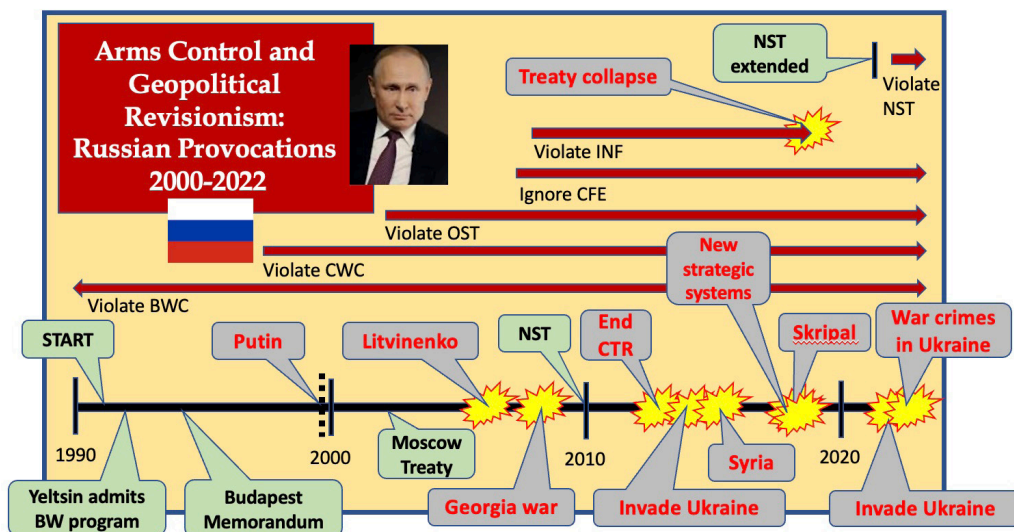 Arms Control and
Geopolitical
Revisionism:
Russian Provocations
2000-2022
NST
extended
Treaty collapse
Violate
NST
Violate INF
Ignore CFE
Violate OST
Violate CWC
Violate BWC
New
strategic
systems
START
Putin
Litvinenko
NST
End
CTR
Skripal
War crimes
in Ukraine
1990
2000
2010
2020
Moscow
Treaty
Yeltsin admits
BW program
Budapest
Memorandum
Georgia war
Invade Ukraine
Syria
Invade Ukraine